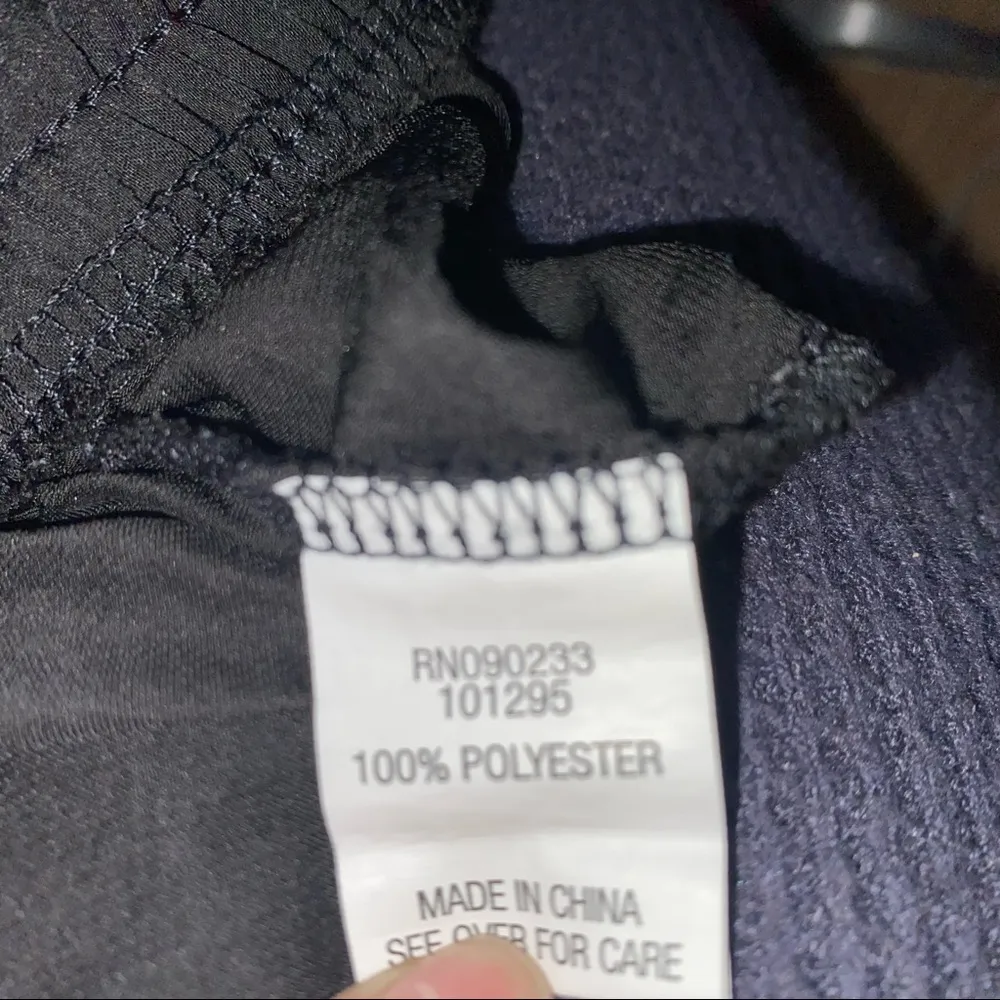 RN090233
101295
100% POLYESTER
MADE IN CHINA
SEE OVER FOR CARE